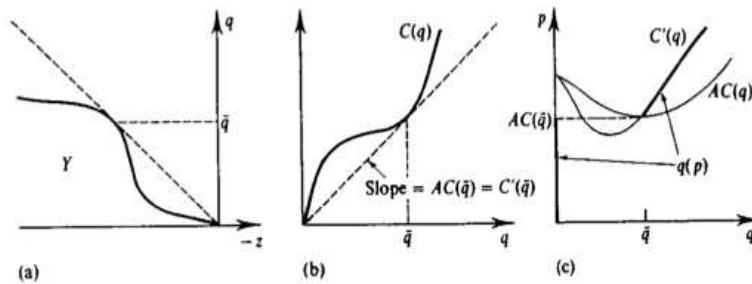 q
q̄
Y
−z
(a)
C(q)
Slope = AC(q̄) = C′(q̄)
q̄
q
(b)
p
C′(q)
AC(q)
AC(q̄)
q(p)
q̄
q
(c)